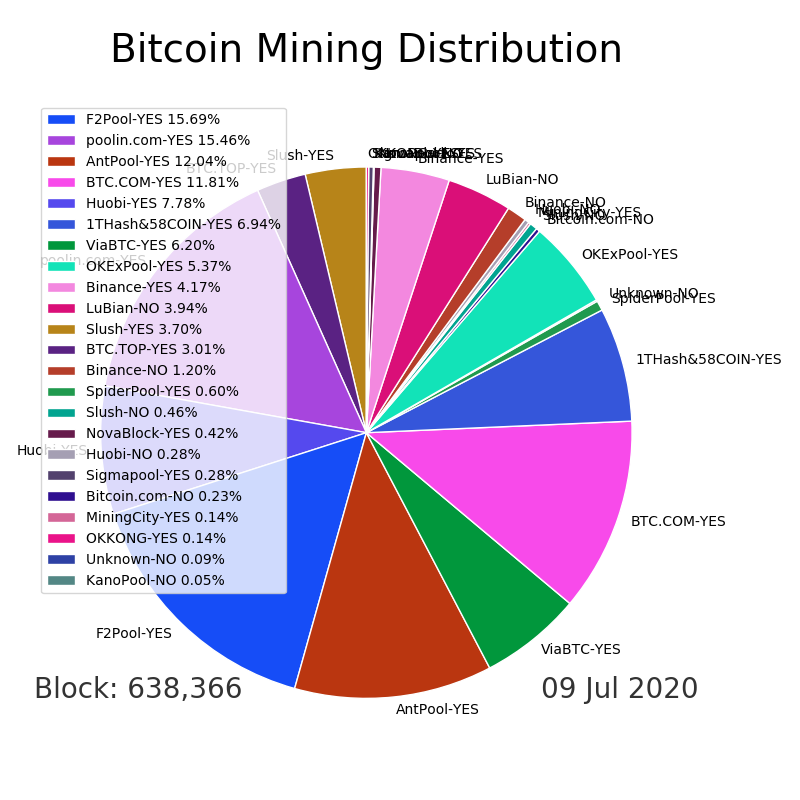 Bitcoin Mining Distribution
F2Pool-YES 15.69%
poolin.com-YES 15.46%
AntPool-YES 12.04%
BTC.COM-YES 11.81%
Huobi-YES 7.78%
1THash&58COIN-YES 6.94%
ViaBTC-YES 6.20%
OKExPool-YES 5.37%
Binance-YES 4.17%
LuBian-NO 3.94%
Slush-YES 3.70%
BTC.TOP-YES 3.01%
Binance-NO 1.20%
SpiderPool-YES 0.60%
Slush-NO 0.46%
NovaBlock-YES 0.42%
Huobi-NO 0.28%
Sigmapool-YES 0.28%
Bitcoin.com-NO 0.23%
MiningCity-YES 0.14%
OKKONG-YES 0.14%
Unknown-NO 0.09%
KanoPool-NO 0.05%
Slush-YES
BTC.TOP-YES
poolin.com-YES
Huobi-YES
F2Pool-YES
AntPool-YES
ViaBTC-YES
BTC.COM-YES
1THash&58COIN-YES
SpiderPool-YES
Unknown-NO
OKExPool-YES
Bitcoin.com-NO
Binance-NO
LuBian-NO
Binance-YES
Block: 638,366
09 Jul 2020